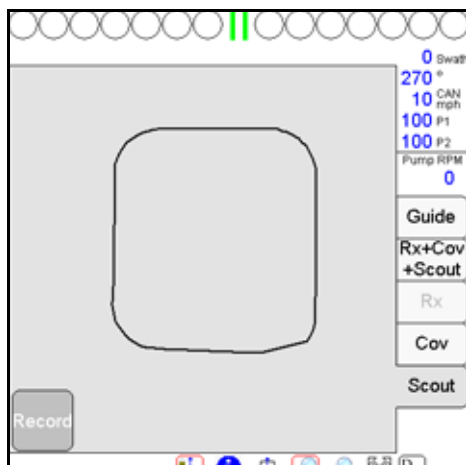 0 Swath
270 °
10 CAN mph
100 P1
100 P2
Pump RPM
0
Guide
Rx+Cov
+Scout
Rx
Cov
Scout
Record